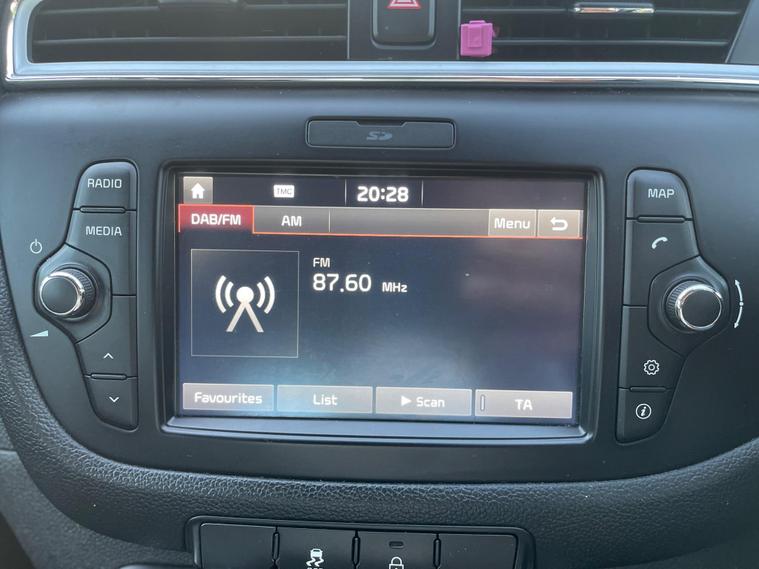 SD
RADIO
MEDIA
TMC
20:28
DAB/FM
AM
Menu
FM
87.60 MHz
Favourites
List
Scan
TA
MAP